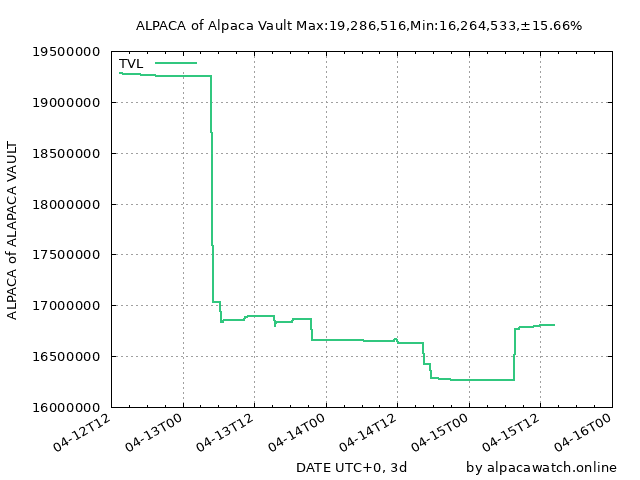 ALPACA of Alpaca Vault Max:19,286,516,Min:16,264,533,±15.66%
TVL
ALPACA of ALAPACA VAULT
19500000
19000000
18500000
18000000
17500000
17000000
16500000
16000000
04-12T12
04-13T00
04-13T12
04-14T00
04-14T12
04-15T00
04-15T12
04-16T00
DATE UTC+0, 3d
by alpacawatch.online